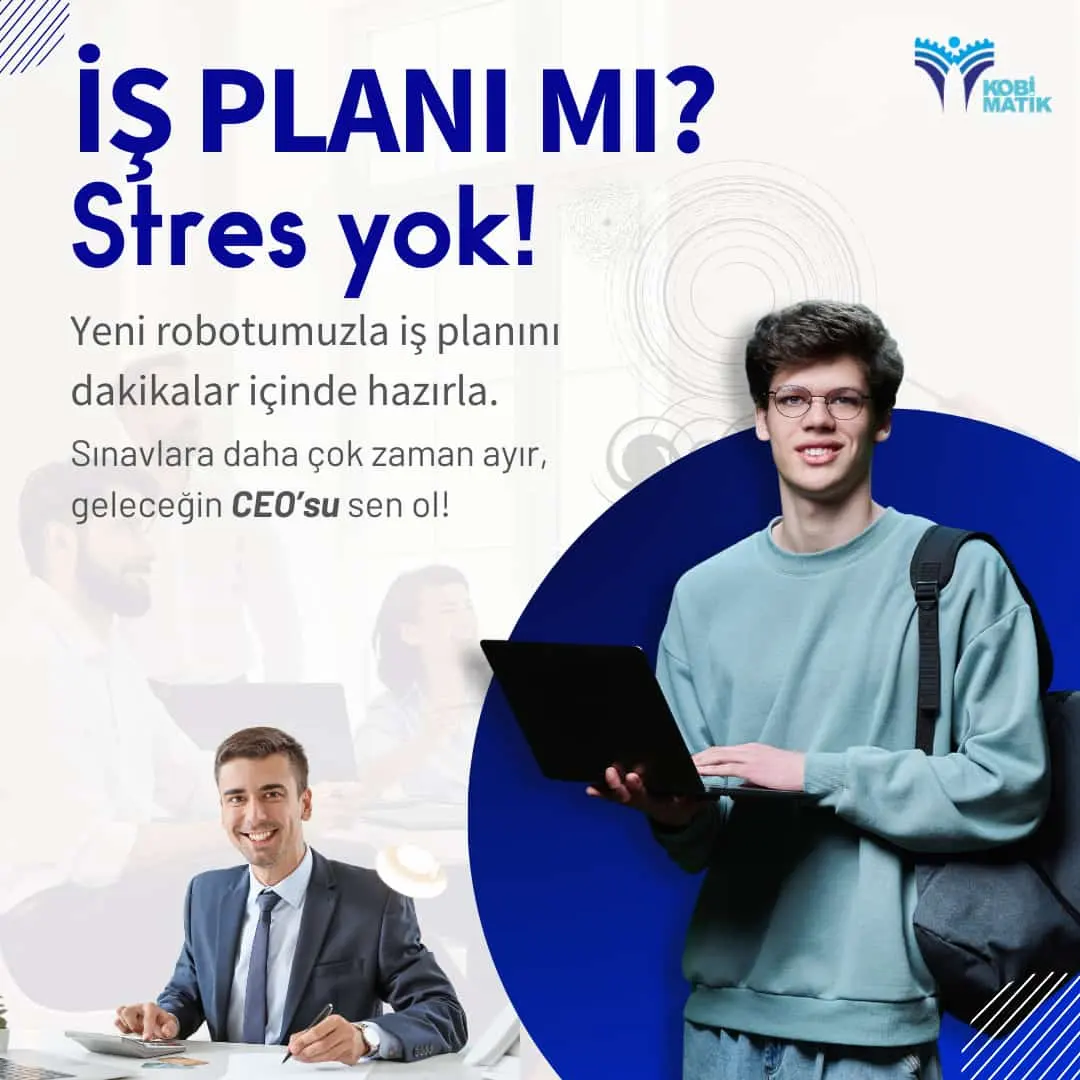 İŞ PLANI MI?
Stres yok!
KOBİ
MATİK
Yeni robotumuzla iş planını
dakikalar içinde hazırla.
Sınavlara daha çok zaman ayır,
geleceğin CEO’su sen ol!